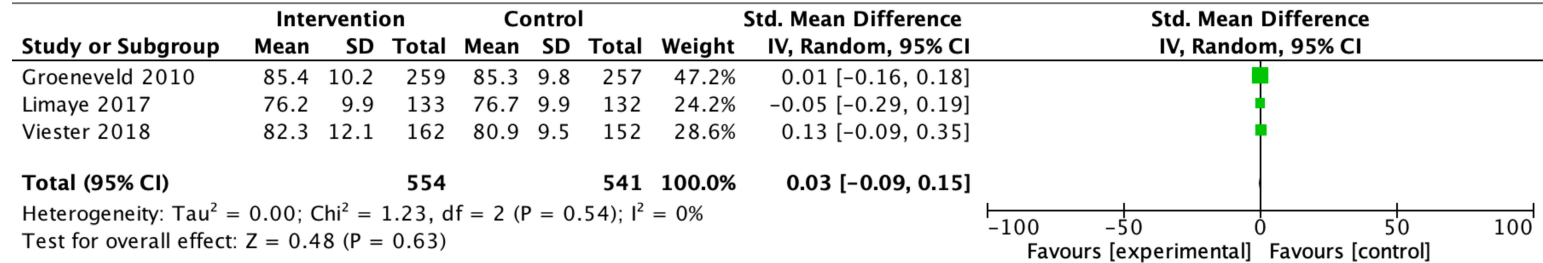 Intervention Control Std. Mean Difference Std. Mean Difference
Study or Subgroup Mean SD Total Mean SD Total Weight IV, Random, 95% CI IV, Random, 95% CI
Groeneveld 2010 85.4 10.2 259 85.3 9.8 257 47.2% 0.01 [-0.16, 0.18]
Limaye 2017 76.2 9.9 133 76.7 9.9 132 24.2% -0.05 [-0.29, 0.19]
Viester 2018 82.3 12.1 162 80.9 9.5 152 28.6% 0.13 [-0.09, 0.35]
Total (95% CI) 554 541 100.0% 0.03 [-0.09, 0.15]
Heterogeneity: Tau² = 0.00; Chi² = 1.23, df = 2 (P = 0.54); I² = 0%
Test for overall effect: Z = 0.48 (P = 0.63)
-100 -50 0 50 100
Favours [experimental] Favours [control]